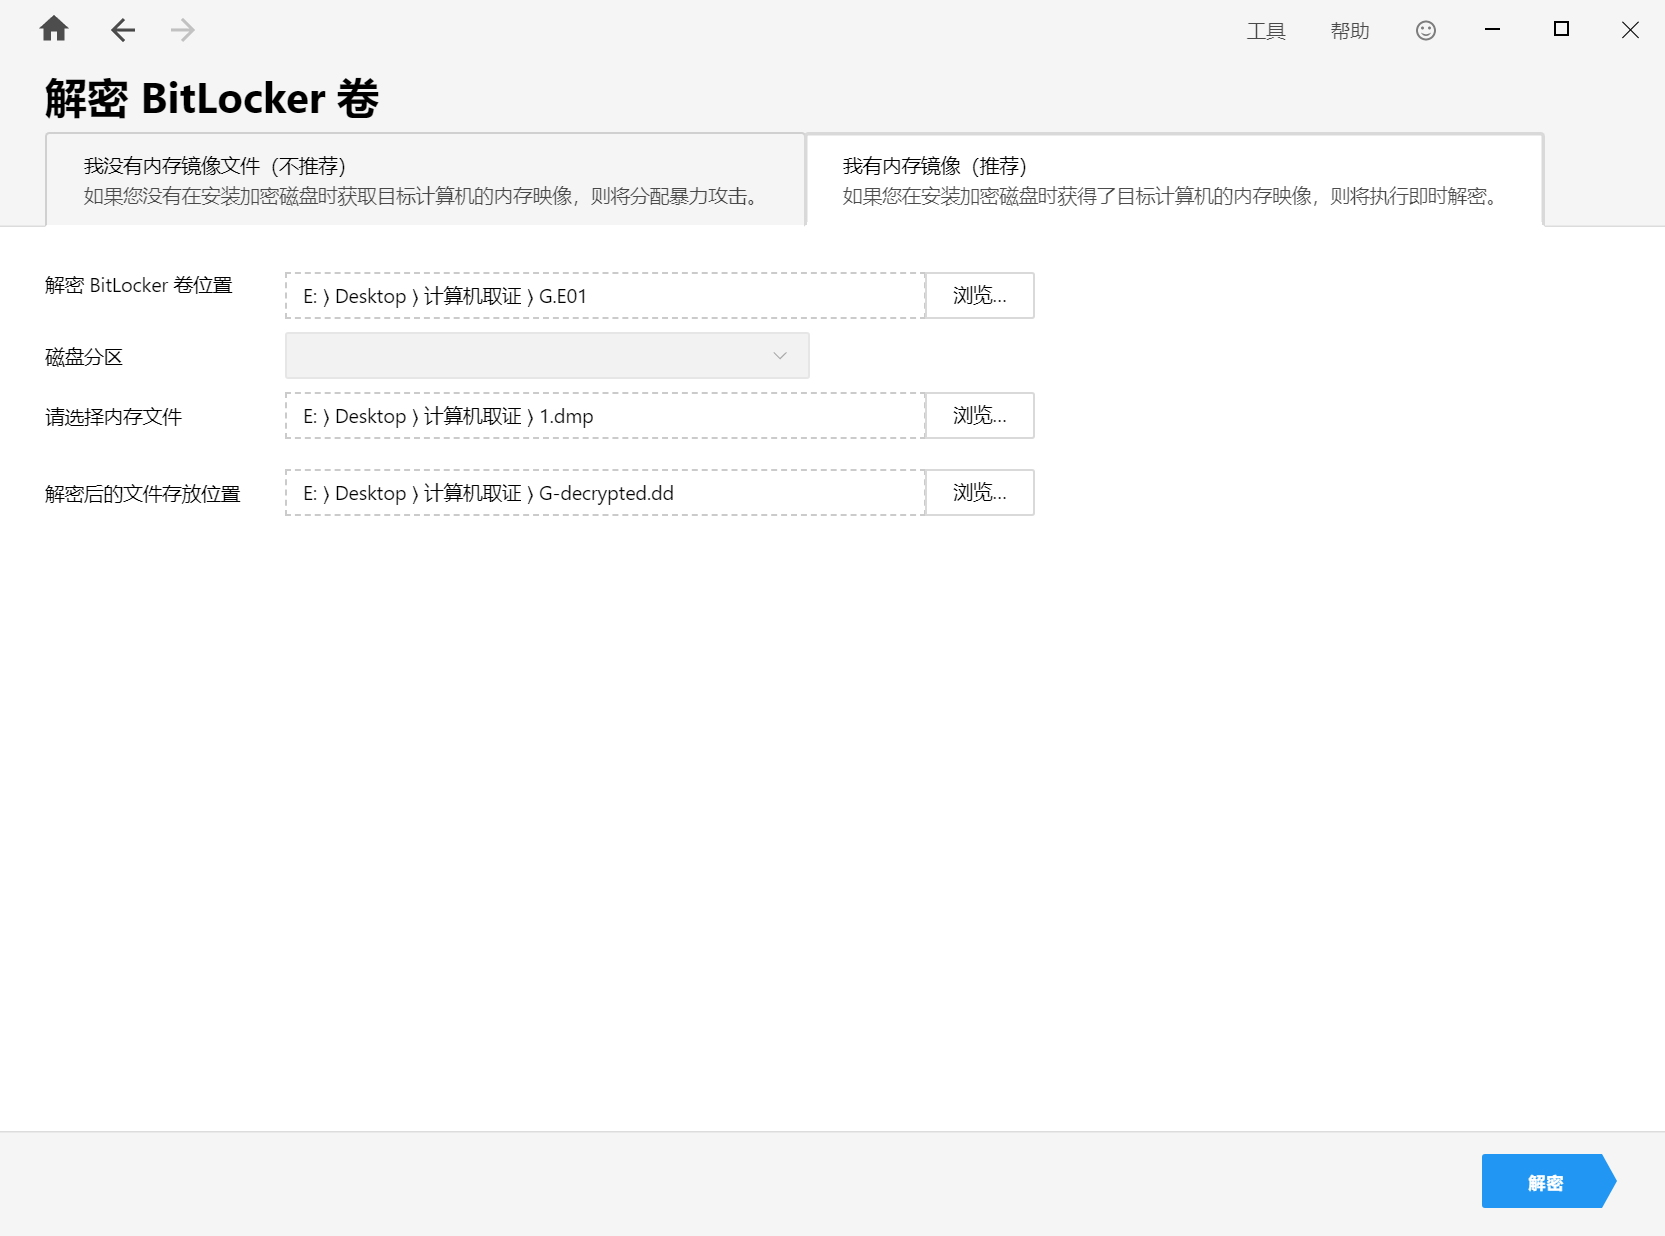 工具 帮助
解密 BitLocker 卷
我没有内存镜像文件（不推荐）
如果您没有在安装加密磁盘时获取目标计算机的内存映像，则将分配暴力攻击。
我有内存镜像（推荐）
如果您在安装加密磁盘时获得了目标计算机的内存映像，则将执行即时解密。
解密 BitLocker 卷位置 E: ⟩ Desktop ⟩ 计算机取证 ⟩ G.E01 浏览...
磁盘分区
请选择内存文件 E: ⟩ Desktop ⟩ 计算机取证 ⟩ 1.dmp 浏览...
解密后的文件存放位置 E: ⟩ Desktop ⟩ 计算机取证 ⟩ G-decrypted.dd 浏览...
解密